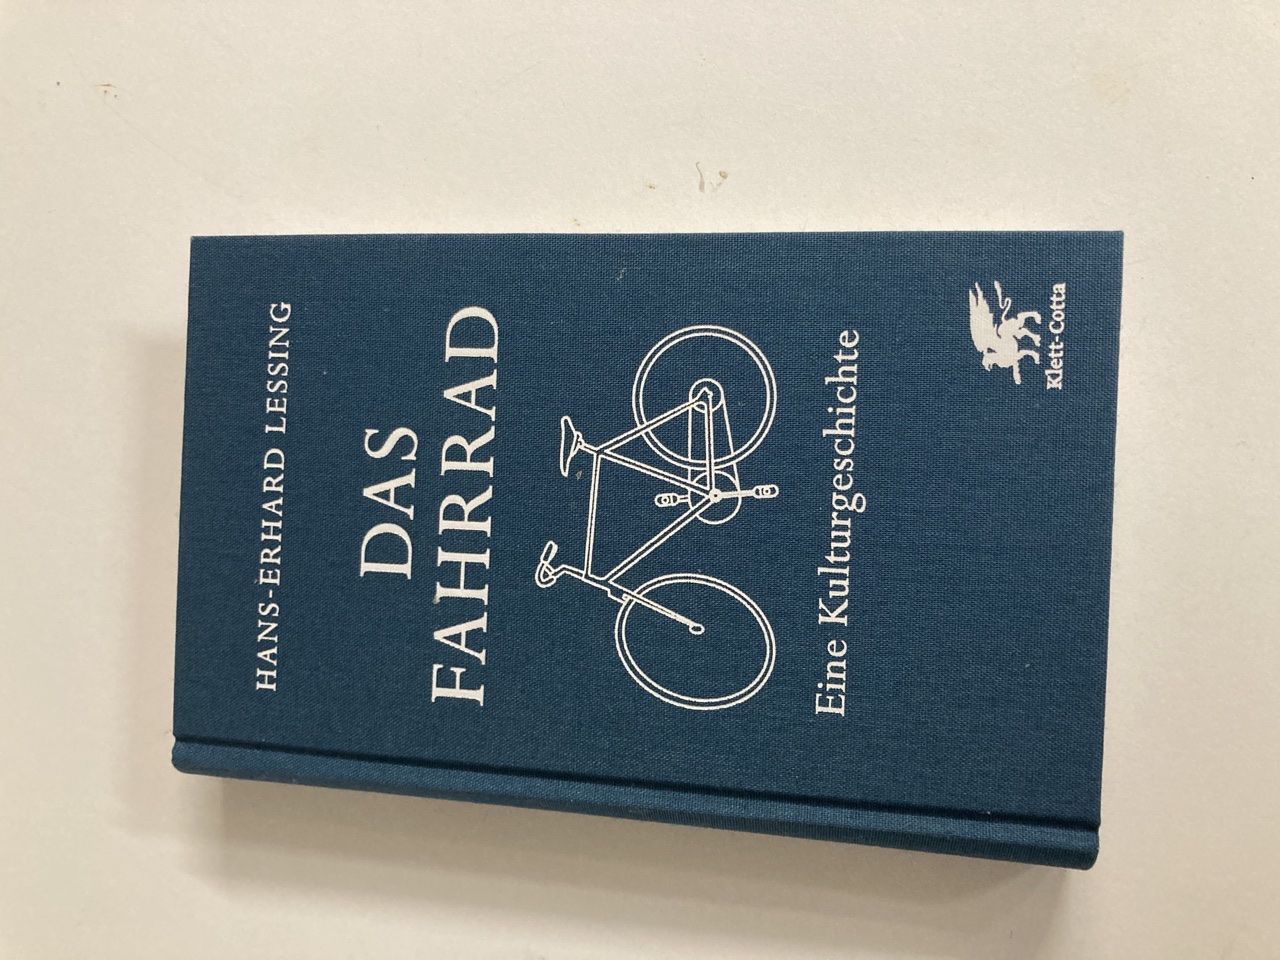 HANS-ERHARD LESSING
DAS
FAHRRAD
Eine Kulturgeschichte
Klett-Cotta